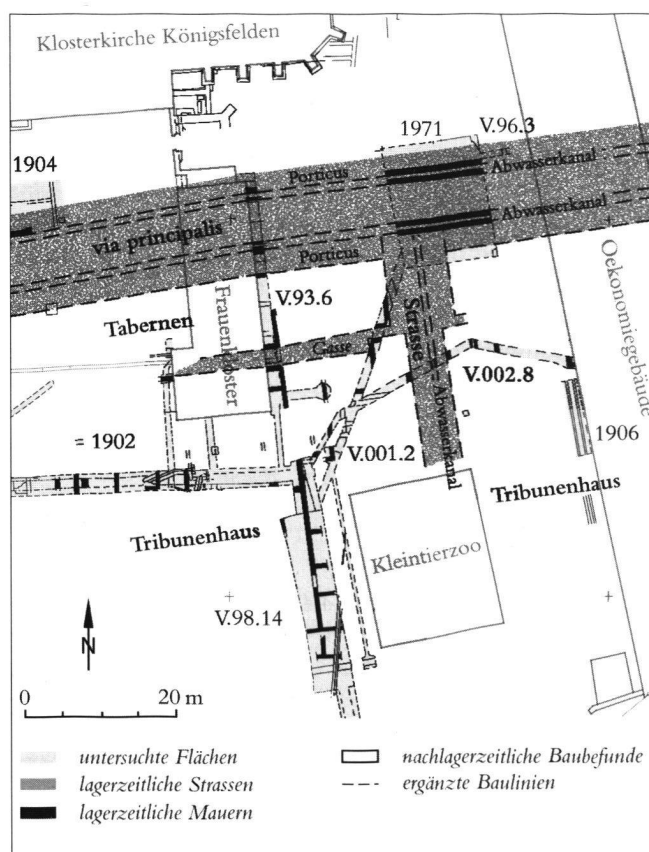 Klosterkirche Königsfelden
1971
V.96.3
1904
Porticus
Abwasserkanal
via principalis
Abwasserkanal
Porticus
Tabernen
Frauenkloster
V.93.6
Strasse
Gasse
Oekonomiegebäude
V.002.8
Abwasserkanal
1902
V.001.2
1906
Tribunenhaus
Tribunenhaus
Kleintierzoo
V.98.14
N
0 20 m
untersuchte Flächen
lagerzeitliche Strassen
lagerzeitliche Mauern
nachlagerzeitliche Baubefunde
ergänzte Baulinien